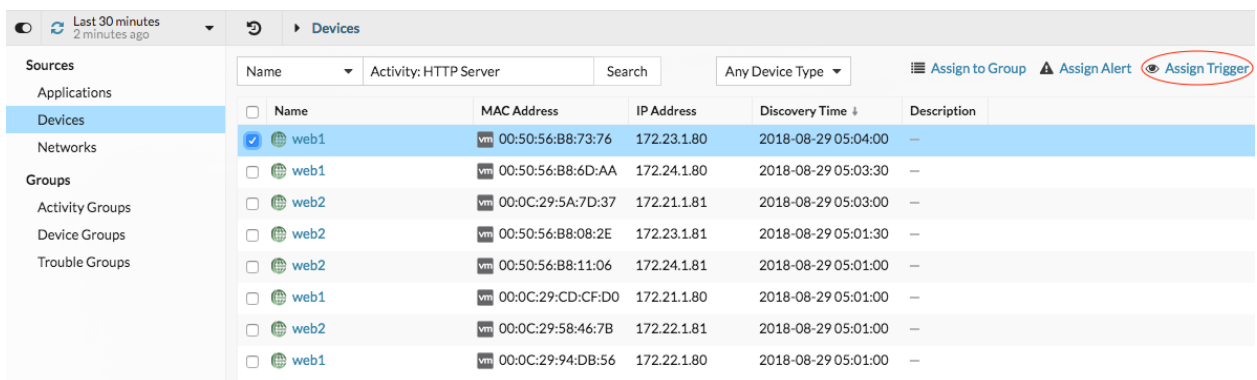 Last 30 minutes
2 minutes ago
Devices
Sources
Applications
Devices
Networks
Groups
Activity Groups
Device Groups
Trouble Groups
Name Activity: HTTP Server Search Any Device Type Assign to Group Assign Alert Assign Trigger
Name MAC Address IP Address Discovery Time ↓ Description
web1 vm 00:50:56:B8:73:76 172.23.1.80 2018-08-29 05:04:00 —
web1 vm 00:50:56:B8:6D:AA 172.24.1.80 2018-08-29 05:03:30 —
web2 vm 00:0C:29:5A:7D:37 172.21.1.81 2018-08-29 05:03:00 —
web2 vm 00:50:56:B8:08:2E 172.23.1.81 2018-08-29 05:01:30 —
web2 vm 00:50:56:B8:11:06 172.24.1.81 2018-08-29 05:01:00 —
web1 vm 00:0C:29:CD:CF:D0 172.21.1.80 2018-08-29 05:01:00 —
web2 vm 00:0C:29:58:46:7B 172.22.1.81 2018-08-29 05:01:00 —
web1 vm 00:0C:29:94:DB:56 172.22.1.80 2018-08-29 05:01:00 —